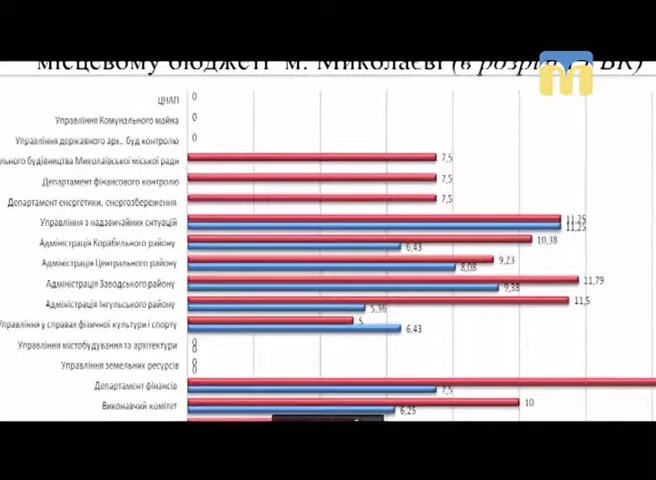 місцевому бюджеті м. Миколаєві (в розрізі ГРБК)
ЦНАП 0
Управління Комунального майна 0
Управління державного арх.. буд контролю 0
льного будівництва Миколаївської міської ради 7,5
Департамент фінансового контролю 7,5
Департамент енергетики, енергозбереження 7,5
Управління з надзвичайних ситуацій 11,25 11,25
Адміністрація Корабельного району 10,38 6,43
Адміністрація Центрального району 9,23 8,08
Адміністрація Заводського району 11,79 9,38
Адміністрація Інгульського району 11,5 5,36
Управління у справах фізичної культури і спорту 5 6,43
Управління містобудування та архітектури 0 0
Управління земельних ресурсів 0 0
Департамент фінансів 7,5
Виконавчий комітет 10 6,25